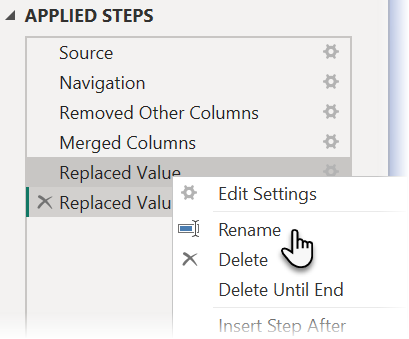 APPLIED STEPS
Source
Navigation
Removed Other Columns
Merged Columns
Replaced Value
Replaced Valu
Edit Settings
Rename
Delete
Delete Until End
Insert Step After